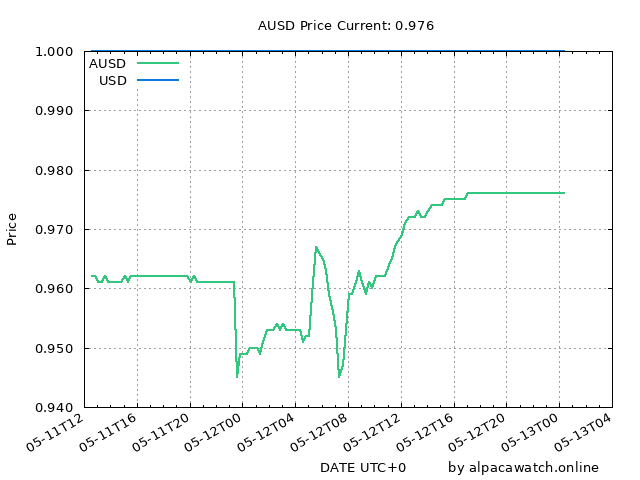 AUSD Price Current: 0.976
1.000
AUSD
USD
0.990
0.980
0.970
Price
0.960
0.950
0.940
05-11T12 05-11T16 05-11T20 05-12T00 05-12T04 05-12T08 05-12T12 05-12T16 05-12T20 05-13T00 05-13T04
DATE UTC+0 by alpacawatch.online